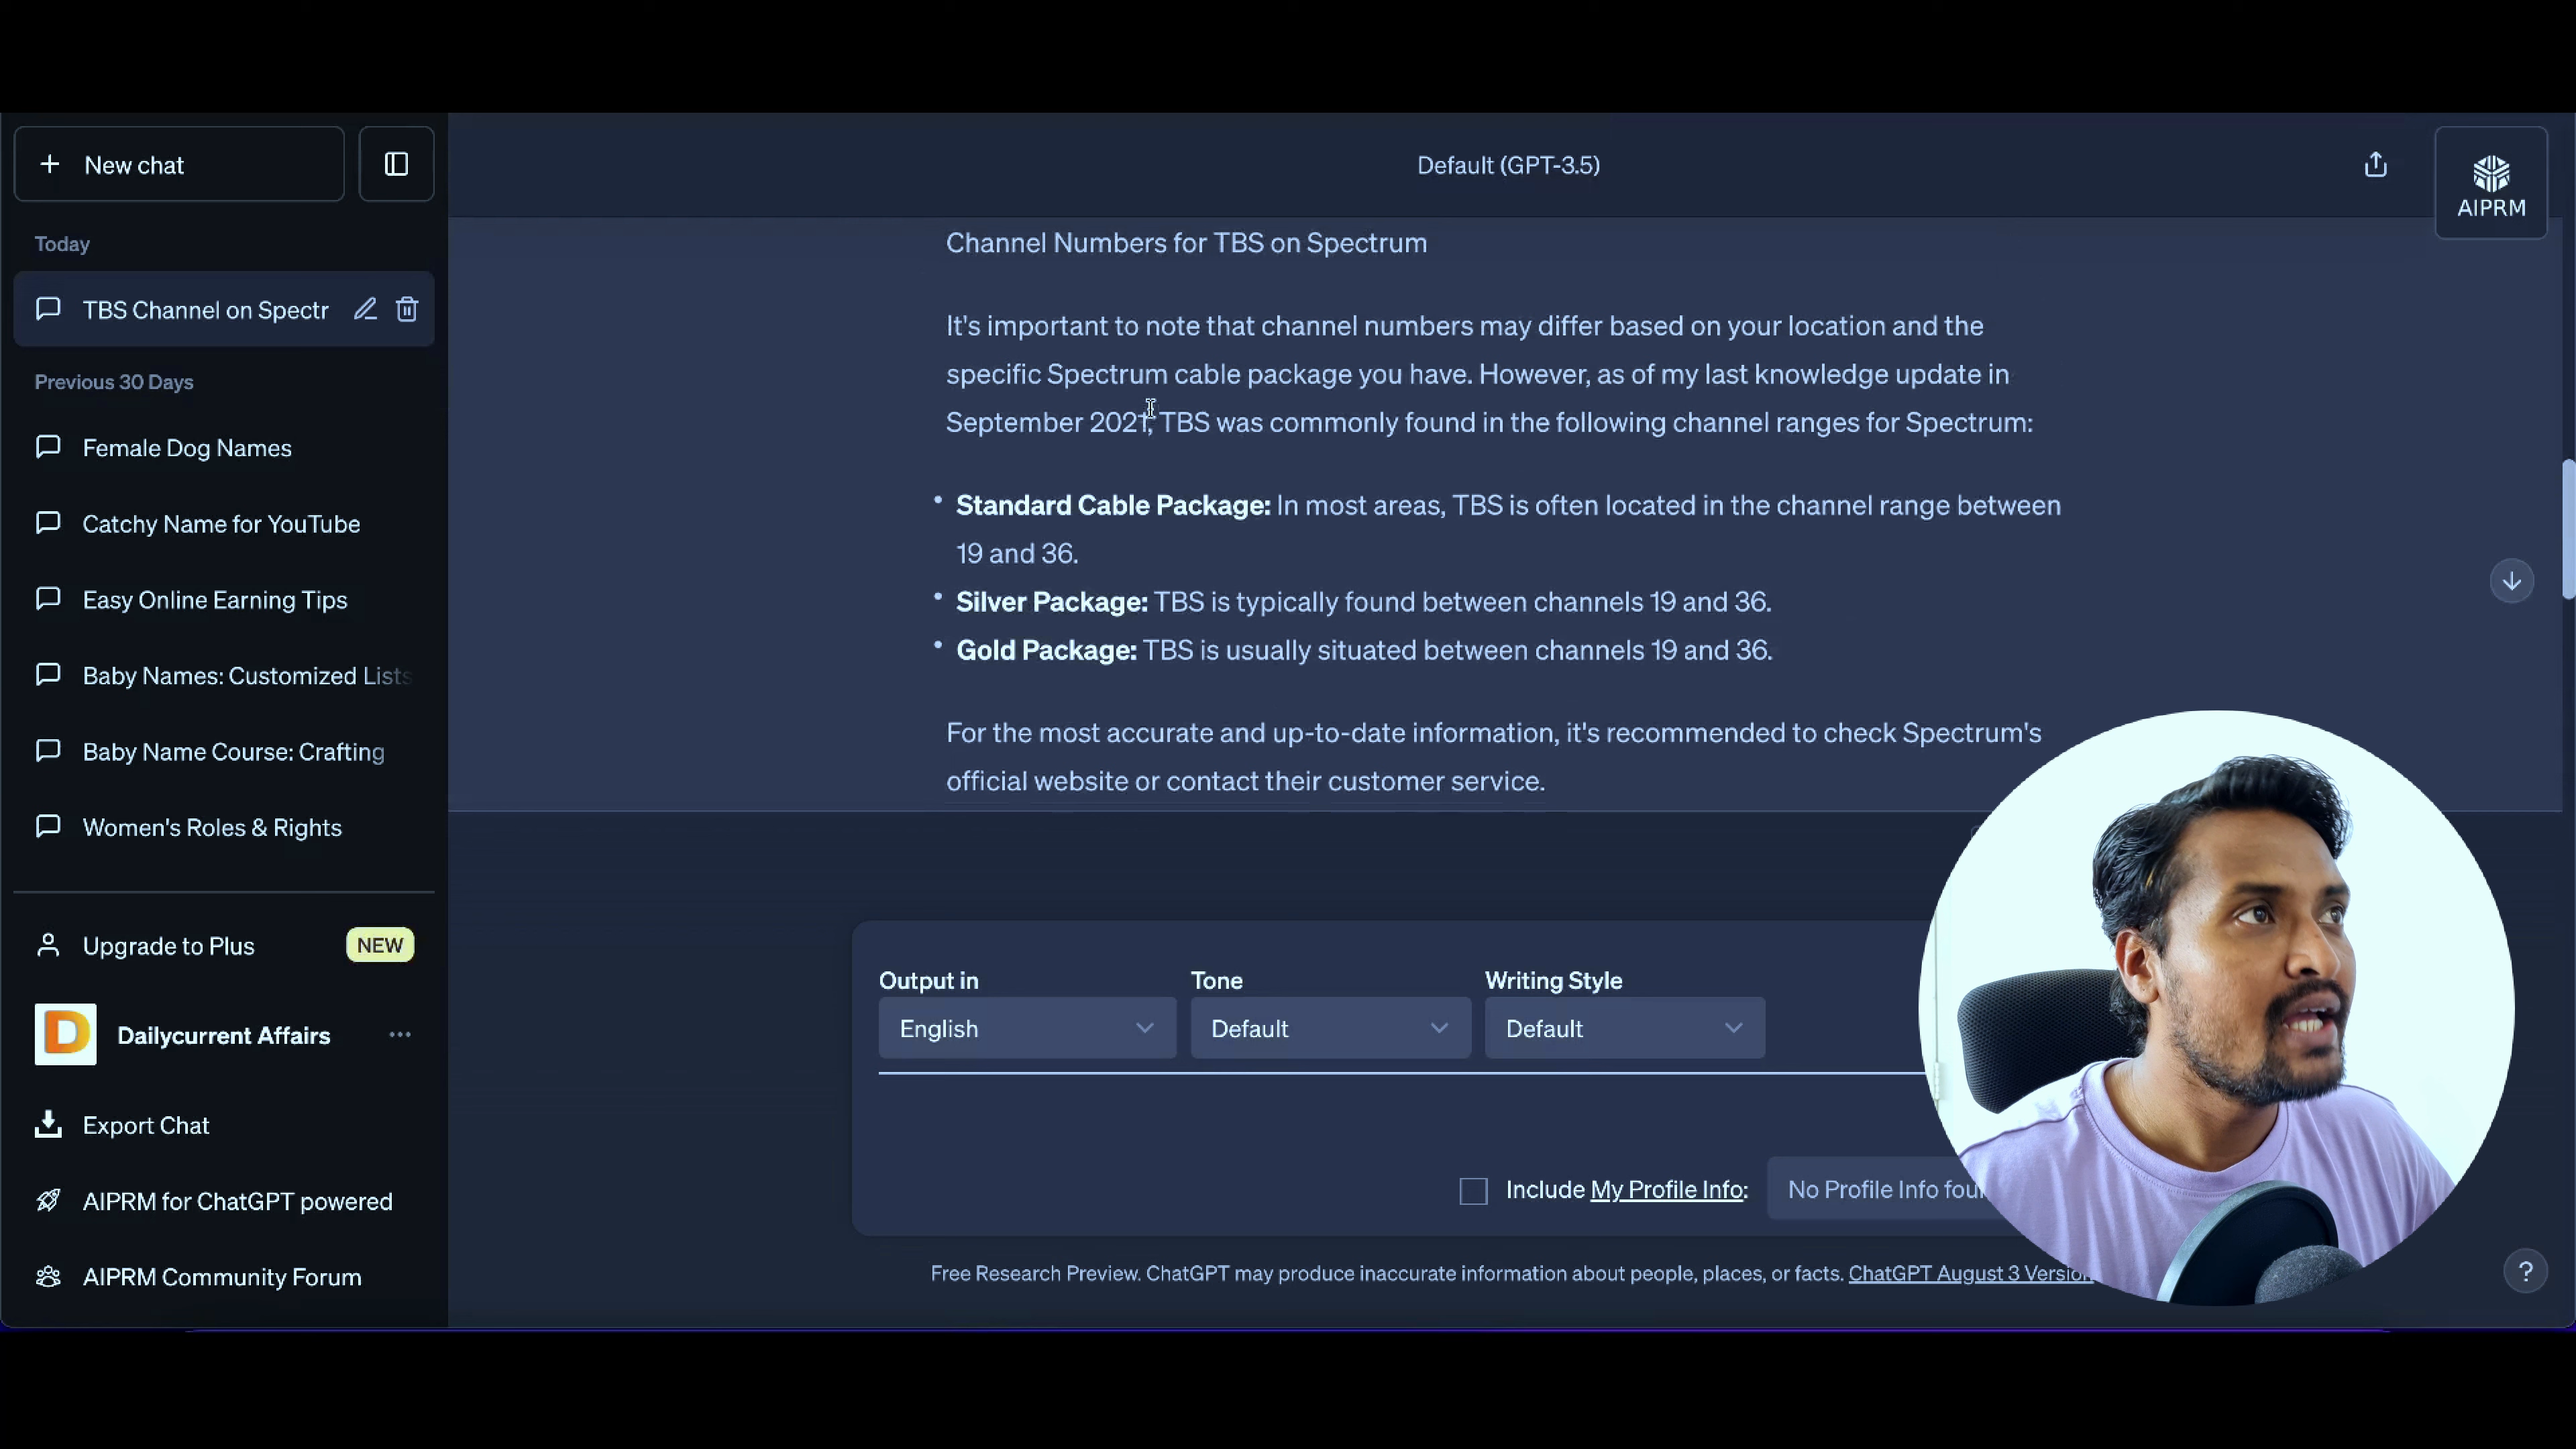 New chat
Default (GPT-3.5)
AIPRM
Today
TBS Channel on Spectr
Previous 30 Days
Female Dog Names
Catchy Name for YouTube
Easy Online Earning Tips
Baby Names: Customized Lists
Baby Name Course: Crafting
Women's Roles & Rights
Upgrade to Plus NEW
D Dailycurrent Affairs
Export Chat
AIPRM for ChatGPT powered
AIPRM Community Forum
Channel Numbers for TBS on Spectrum
It's important to note that channel numbers may differ based on your location and the
specific Spectrum cable package you have. However, as of my last knowledge update in
September 2021, TBS was commonly found in the following channel ranges for Spectrum:
• Standard Cable Package: In most areas, TBS is often located in the channel range between
19 and 36.
• Silver Package: TBS is typically found between channels 19 and 36.
• Gold Package: TBS is usually situated between channels 19 and 36.
For the most accurate and up-to-date information, it's recommended to check Spectrum's
official website or contact their customer service.
Output in Tone Writing Style
English Default Default
Include My Profile Info: No Profile Info
Free Research Preview. ChatGPT may produce inaccurate information about people, places, or facts. ChatGPT August 3 Version
?